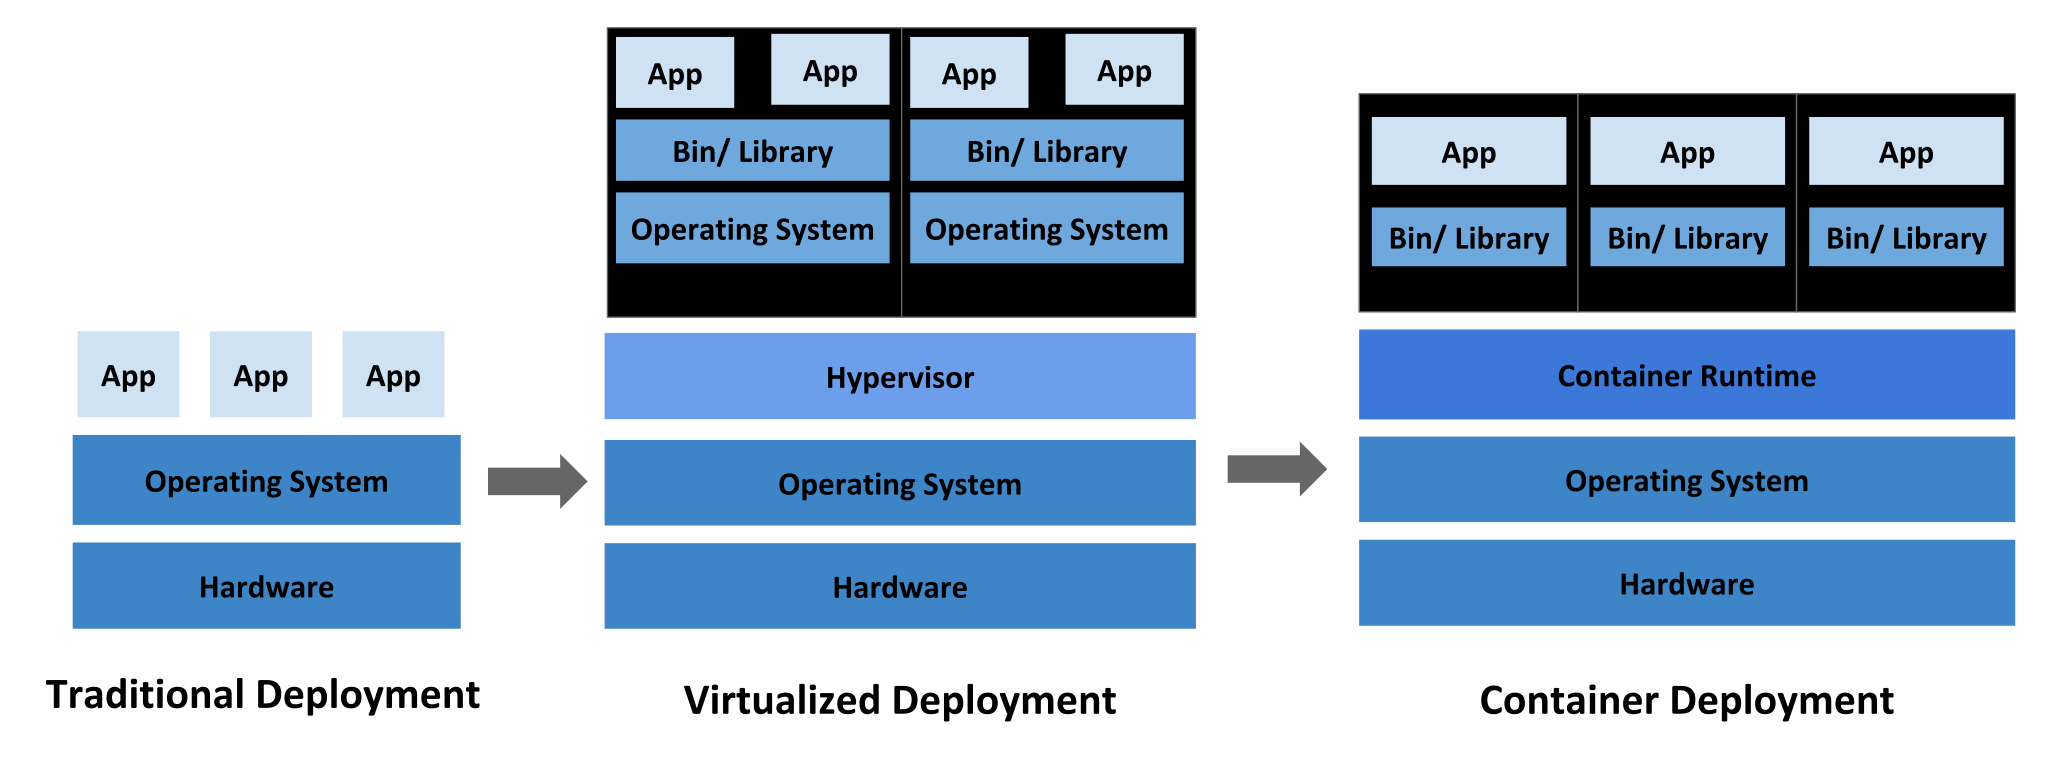 App
App
App
Operating System
Hardware
Traditional Deployment
App
App
App
App
Bin/ Library
Bin/ Library
Operating System
Operating System
Hypervisor
Operating System
Hardware
Virtualized Deployment
App
App
App
Bin/ Library
Bin/ Library
Bin/ Library
Container Runtime
Operating System
Hardware
Container Deployment